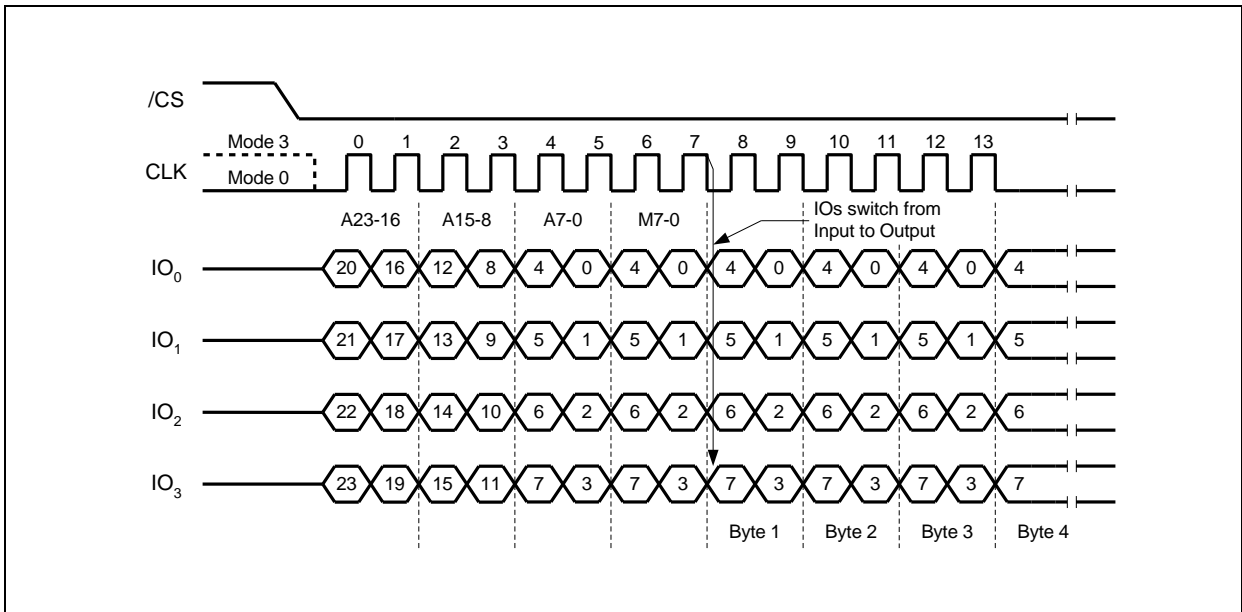 /CS
Mode 3 0 1 2 3 4 5 6 7 8 9 10 11 12 13
CLK
Mode 0
IOs switch from
Input to Output
A23-16 A15-8 A7-0 M7-0
IO0 20 16 12 8 4 0 4 0 4 0 4 0 4 0 4
IO1 21 17 13 9 5 1 5 1 5 1 5 1 5 1 5
IO2 22 18 14 10 6 2 6 2 6 2 6 2 6 2 6
IO3 23 19 15 11 7 3 7 3 7 3 7 3 7 3 7
Byte 1 Byte 2 Byte 3 Byte 4